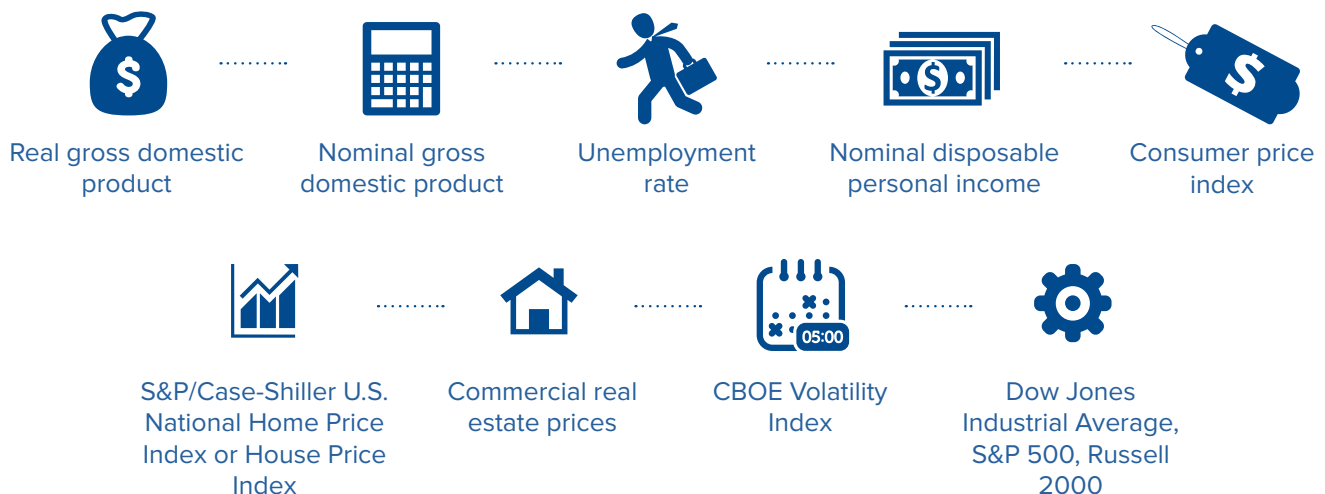 $
$
$
Real gross domestic
product
Nominal gross
domestic product
Unemployment
rate
Nominal disposable
personal income
Consumer price
index
05:00
S&P/Case-Shiller U.S.
National Home Price
Index or House Price
Index
Commercial real
estate prices
CBOE Volatility
Index
Dow Jones
Industrial Average,
S&P 500, Russell
2000